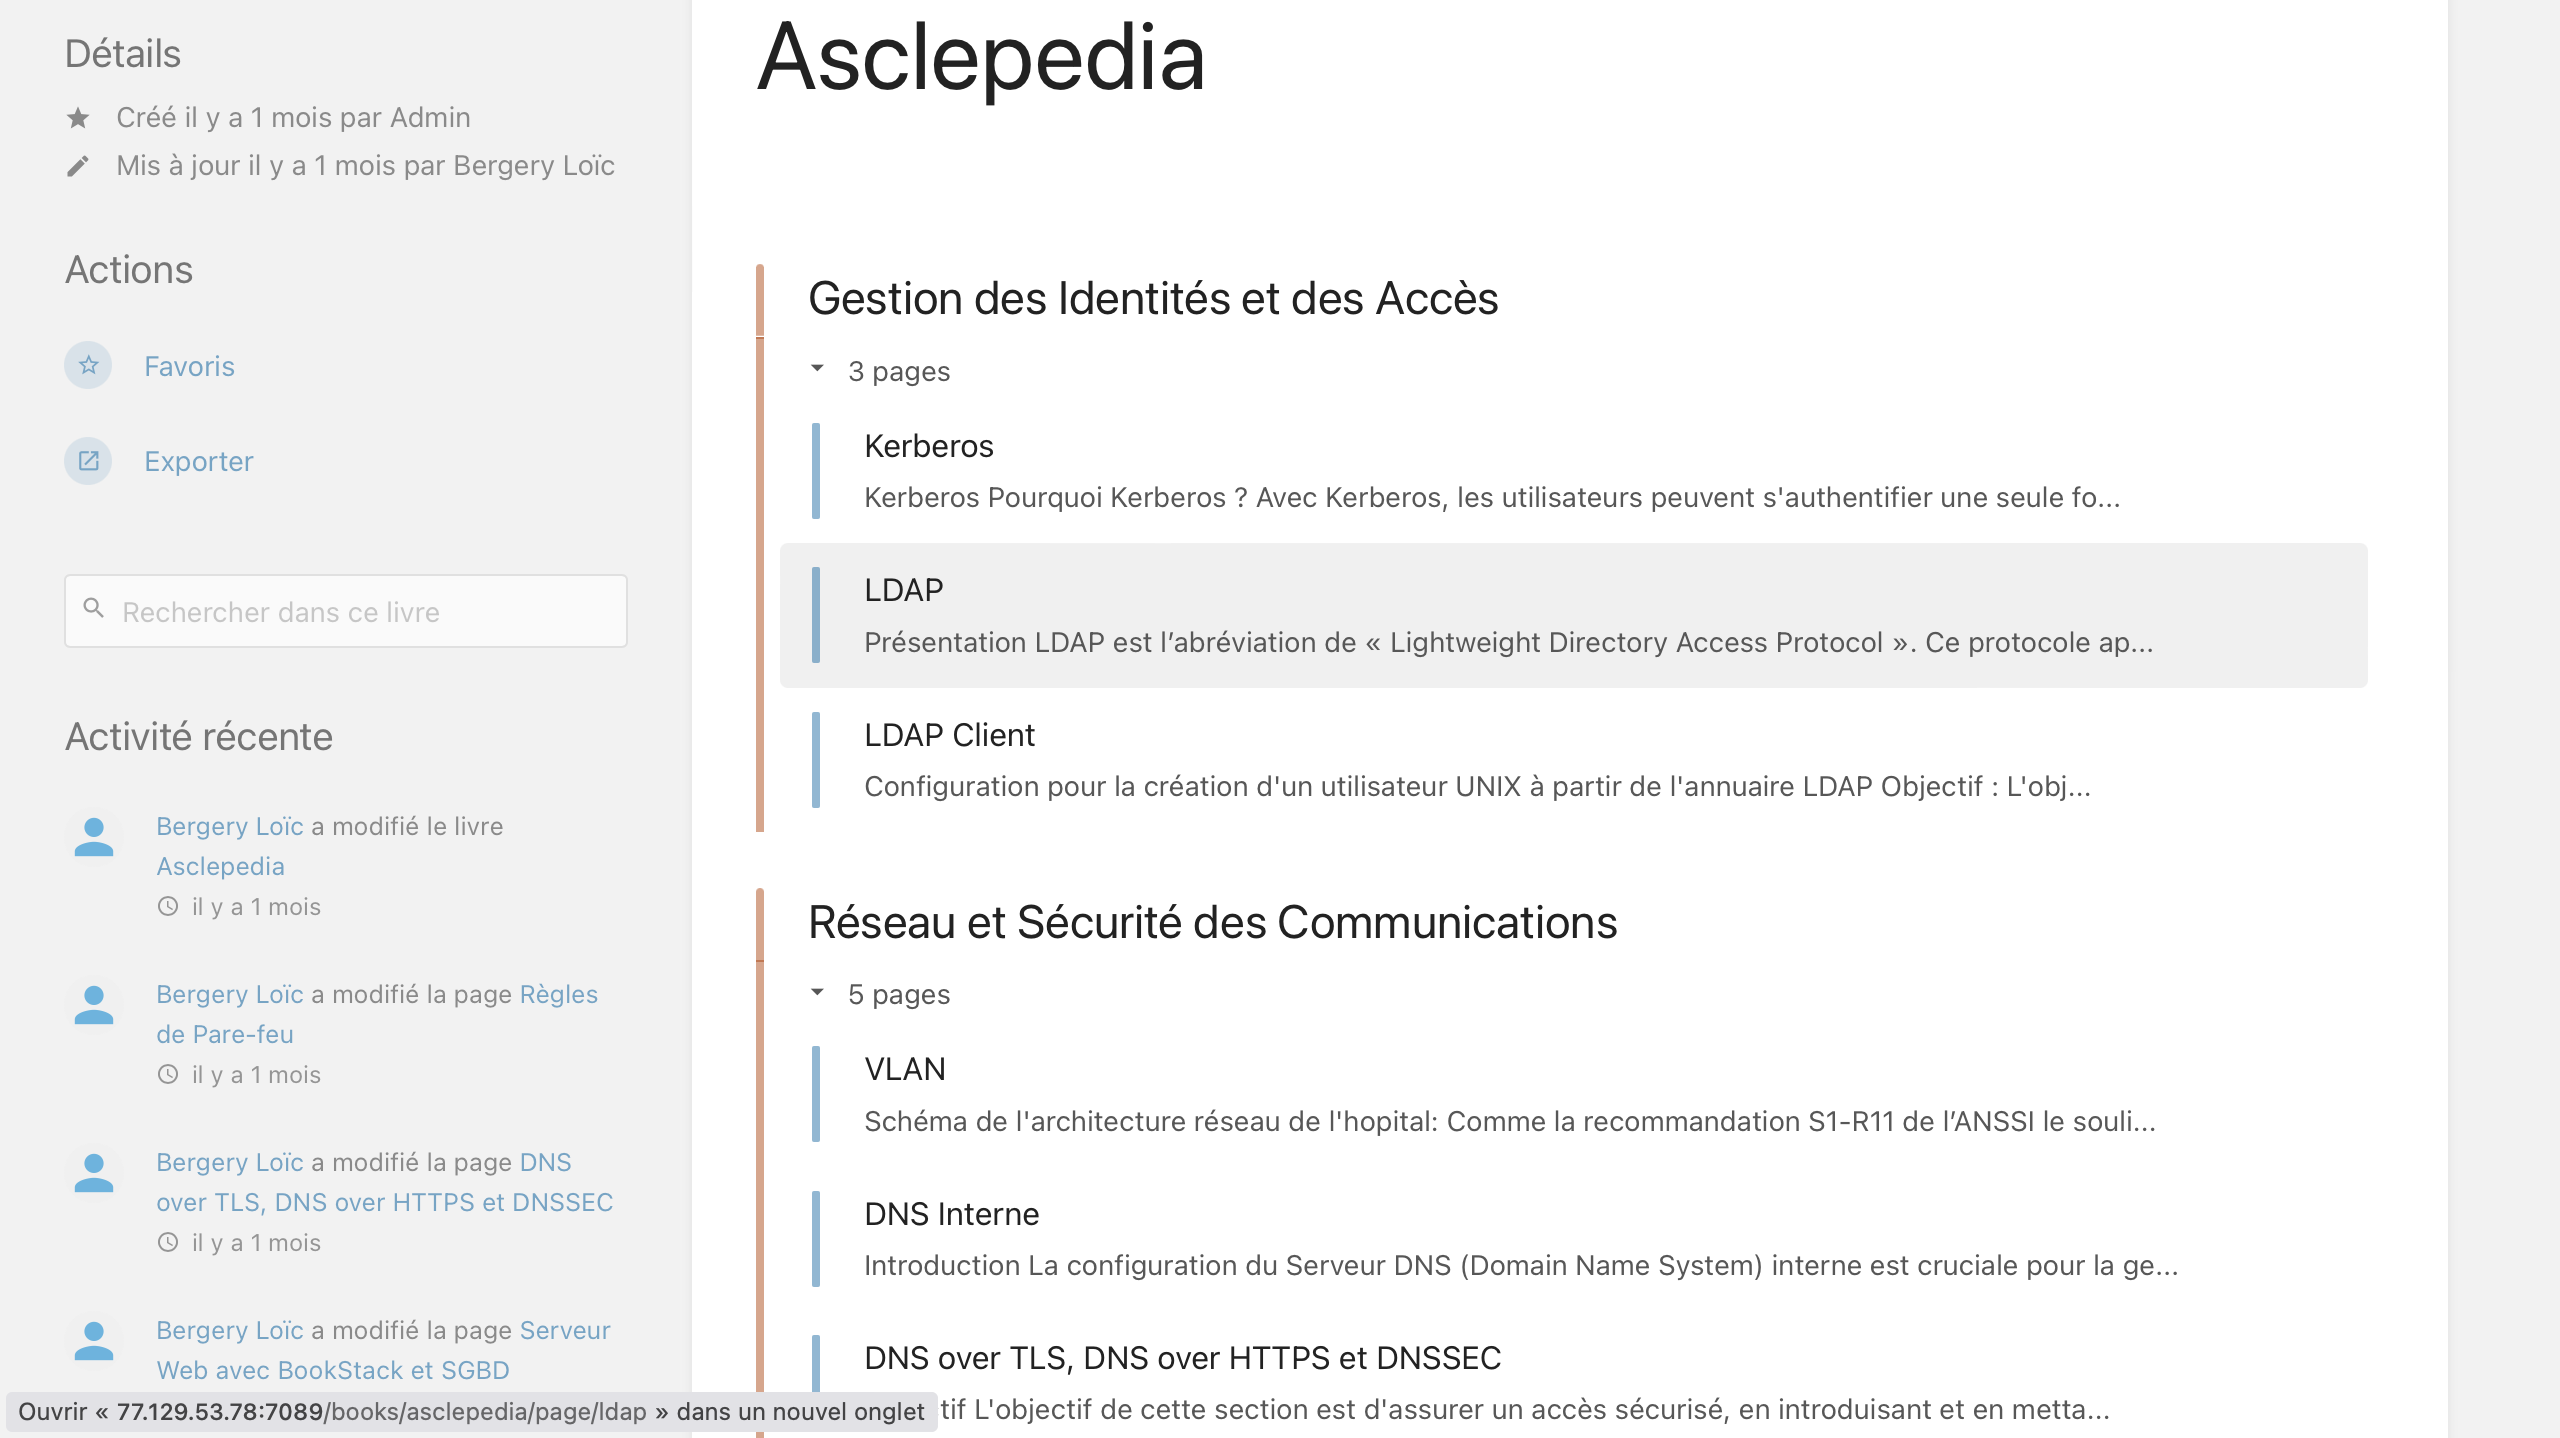 Détails
Créé il y a 1 mois par Admin
Mis à jour il y a 1 mois par Bergery Loïc
Actions
Favoris
Exporter
Rechercher dans ce livre
Activité récente
Bergery Loïc a modifié le livre
Asclepedia
il y a 1 mois
Bergery Loïc a modifié la page Règles
de Pare-feu
il y a 1 mois
Bergery Loïc a modifié la page DNS
over TLS, DNS over HTTPS et DNSSEC
il y a 1 mois
Bergery Loïc a modifié la page Serveur
Web avec BookStack et SGBD
Ouvrir « 77.129.53.78:7089/books/asclepedia/page/ldap » dans un nouvel onglet
Asclepedia
Gestion des Identités et des Accès
3 pages
Kerberos
Kerberos Pourquoi Kerberos ? Avec Kerberos, les utilisateurs peuvent s'authentifier une seule fo...
LDAP
Présentation LDAP est l’abréviation de « Lightweight Directory Access Protocol ». Ce protocole ap...
LDAP Client
Configuration pour la création d'un utilisateur UNIX à partir de l'annuaire LDAP Objectif : L'obj...
Réseau et Sécurité des Communications
5 pages
VLAN
Schéma de l'architecture réseau de l'hopital: Comme la recommandation S1-R11 de l’ANSSI le souli...
DNS Interne
Introduction La configuration du Serveur DNS (Domain Name System) interne est cruciale pour la ge...
DNS over TLS, DNS over HTTPS et DNSSEC
tif L'objectif de cette section est d'assurer un accès sécurisé, en introduisant et en metta...